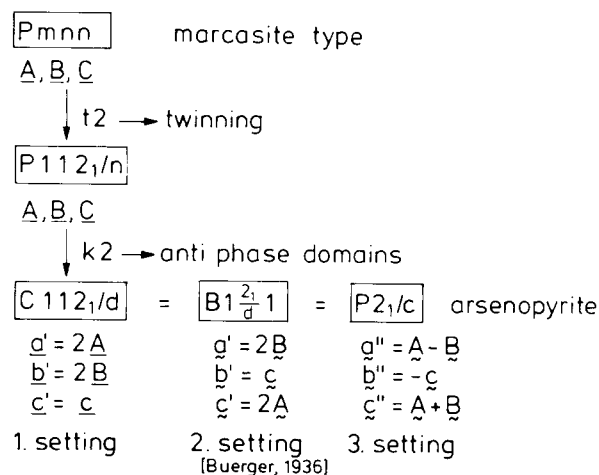 Pmnn marcasite type
A, B, C
t2 → twinning
P112₁/n
A, B, C
k2 → anti phase domains
C112₁/d = B1 2₁/d 1 = P2₁/c arsenopyrite
a' = 2A a' = 2B a" = A - B
b' = 2B b' = c b" = -c
c' = c c' = 2A c" = A + B
1. setting 2. setting 3. setting
[Buerger, 1936]